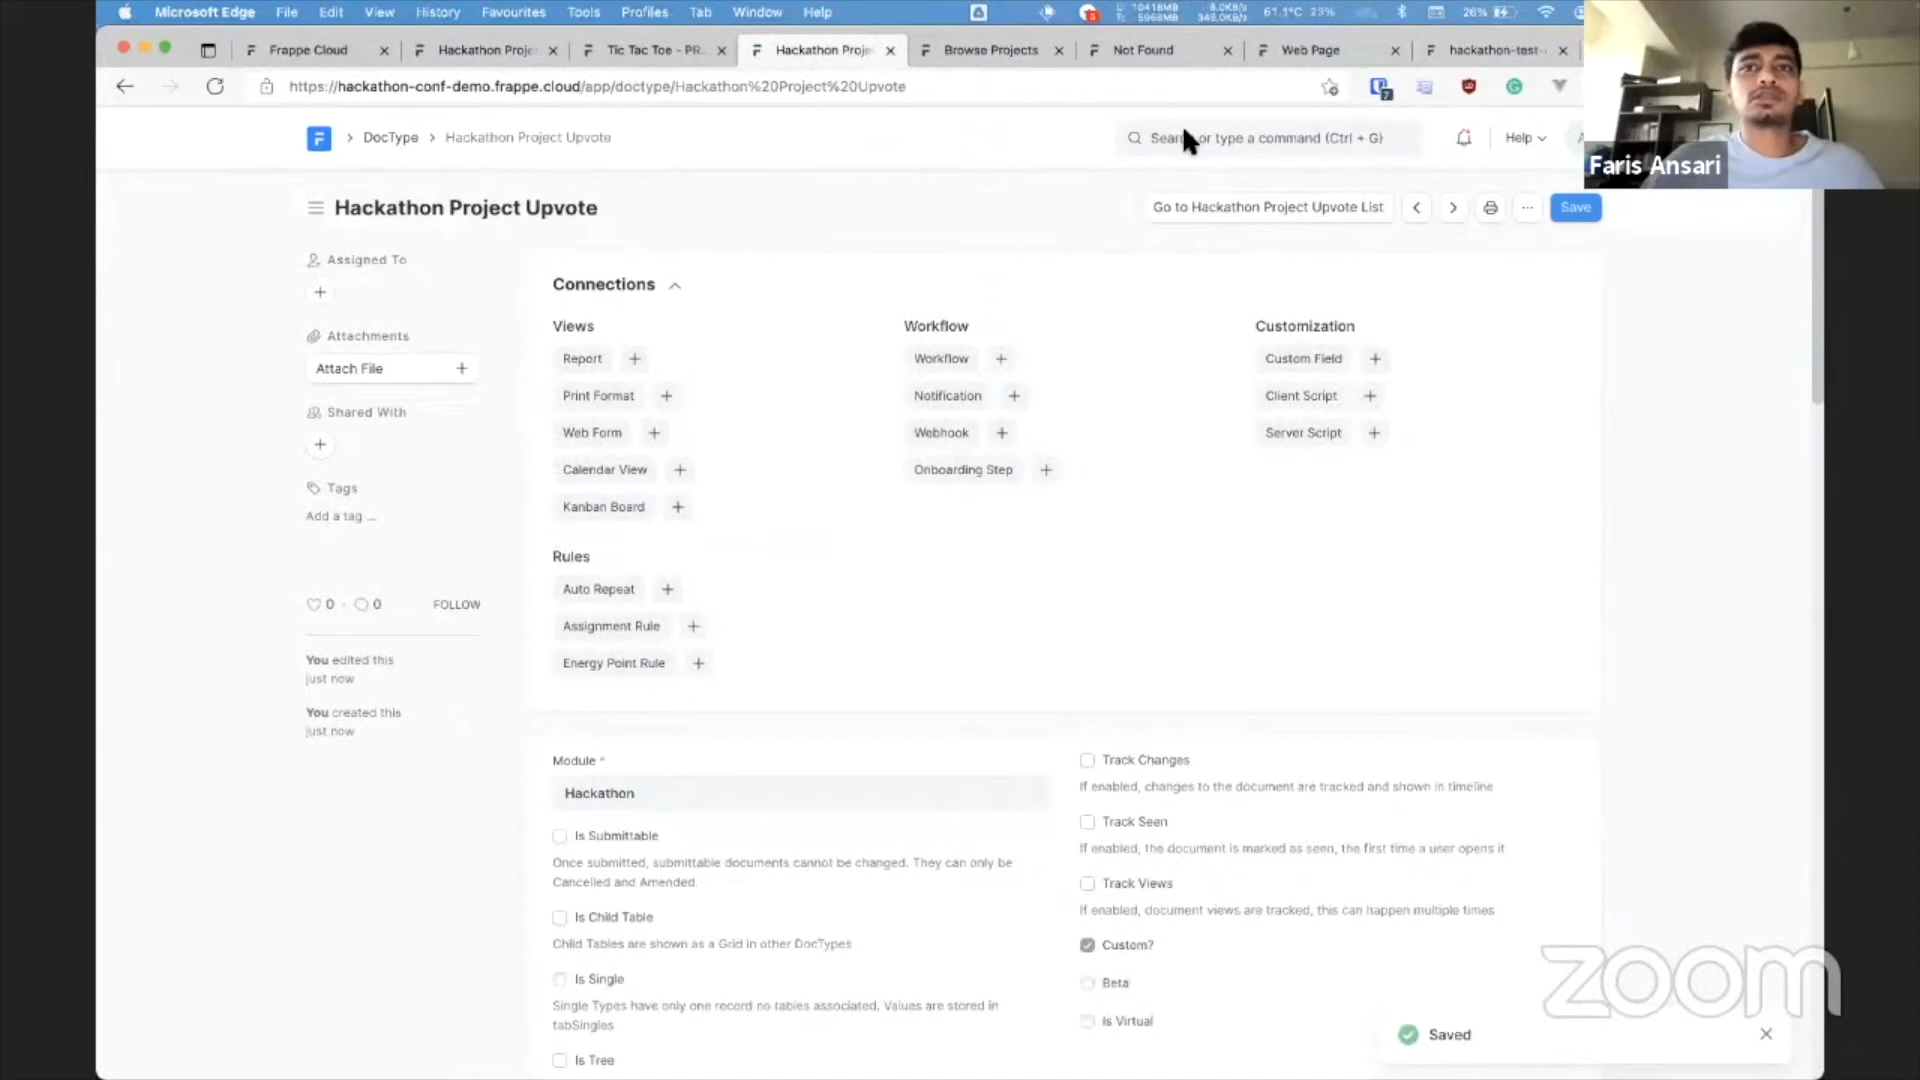 Microsoft Edge File Edit View History Favourites Tools Profiles Tab Window Help 61.1°C 23% 26%
Frappe Cloud Hackathon Proje Tic Tac Toe - PR Hackathon Proje Browse Projects Not Found Web Page hackathon-test-
https://hackathon-conf-demo.frappe.cloud/app/doctype/Hackathon%20Project%20Upvote
DocType Hackathon Project Upvote
Search or type a command (Ctrl + G)
Help
Faris Ansari
Hackathon Project Upvote
Go to Hackathon Project Upvote List
Save
Assigned To
Attachments
Attach File
Shared With
Tags
Add a tag ...
0 · 0 FOLLOW
You edited this
just now
You created this
just now
Connections
Views
Report
Print Format
Web Form
Calendar View
Kanban Board
Workflow
Workflow
Notification
Webhook
Onboarding Step
Customization
Custom Field
Client Script
Server Script
Rules
Auto Repeat
Assignment Rule
Energy Point Rule
Module *
Hackathon
Is Submittable
Once submitted, submittable documents cannot be changed. They can only be
Cancelled and Amended.
Is Child Table
Child Tables are shown as a Grid in other DocTypes
Is Single
Single Types have only one record no tables associated. Values are stored in
tabSingles
Is Tree
Track Changes
If enabled, changes to the document are tracked and shown in timeline
Track Seen
If enabled, the document is marked as seen, the first time a user opens it
Track Views
If enabled, document views are tracked, this can happen multiple times
Custom?
Beta
Is Virtual
zoom
Saved